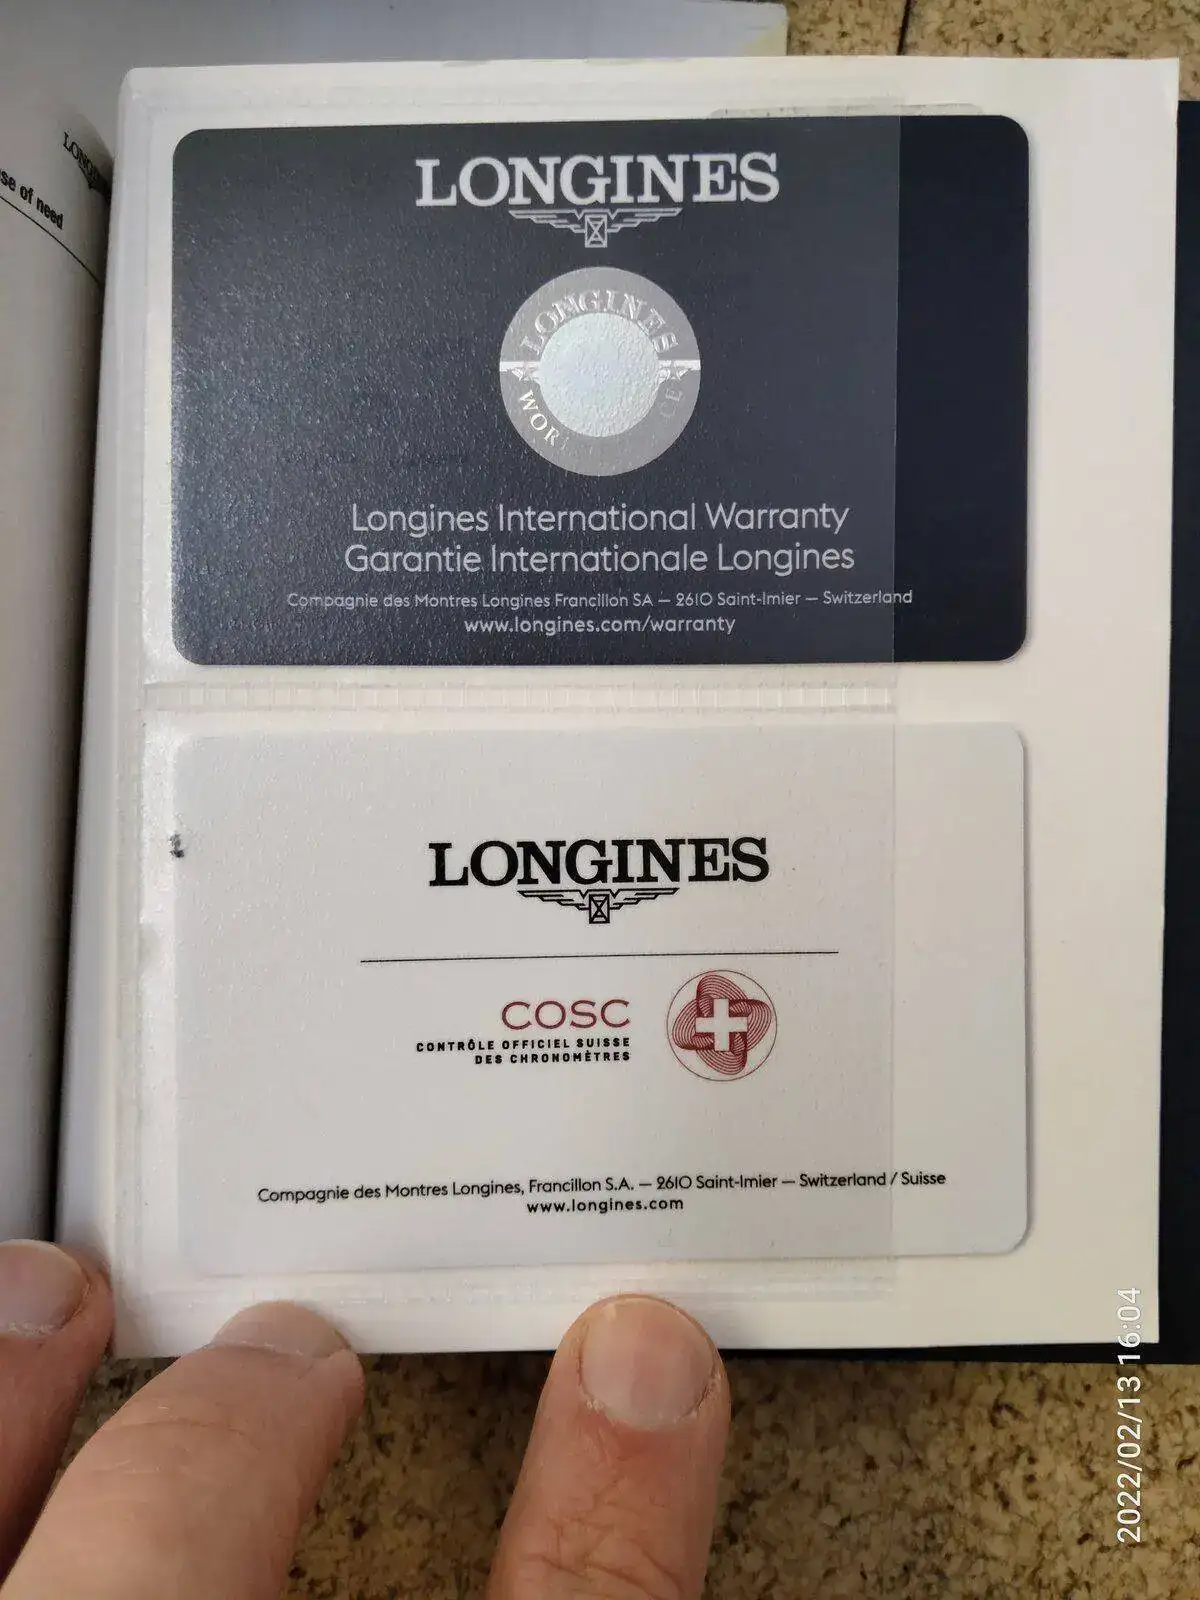 LONGINES
se of need
LONGINES
LONGINES
Longines International Warranty
Garantie Internationale Longines
Compagnie des Montres Longines Francillon SA – 2610 Saint-Imier – Switzerland
www.longines.com/warranty
LONGINES
COSC
CONTRÔLE OFFICIEL SUISSE
DES CHRONOMÈTRES
Compagnie des Montres Longines, Francillon S.A. – 2610 Saint-Imier – Switzerland / Suisse
www.longines.com
2022/02/13 16:04